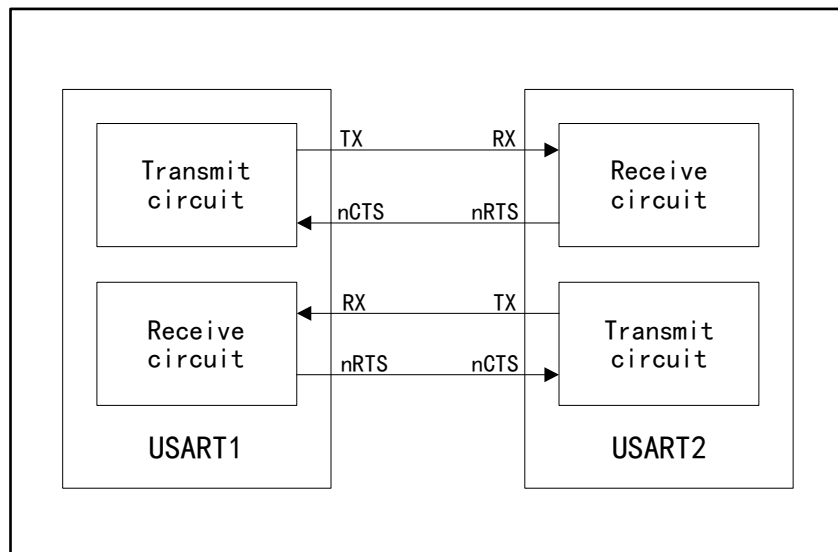 TX RX
Transmit
circuit
Receive
circuit
nCTS nRTS
RX TX
Receive
circuit
Transmit
circuit
nRTS nCTS
USART1 USART2